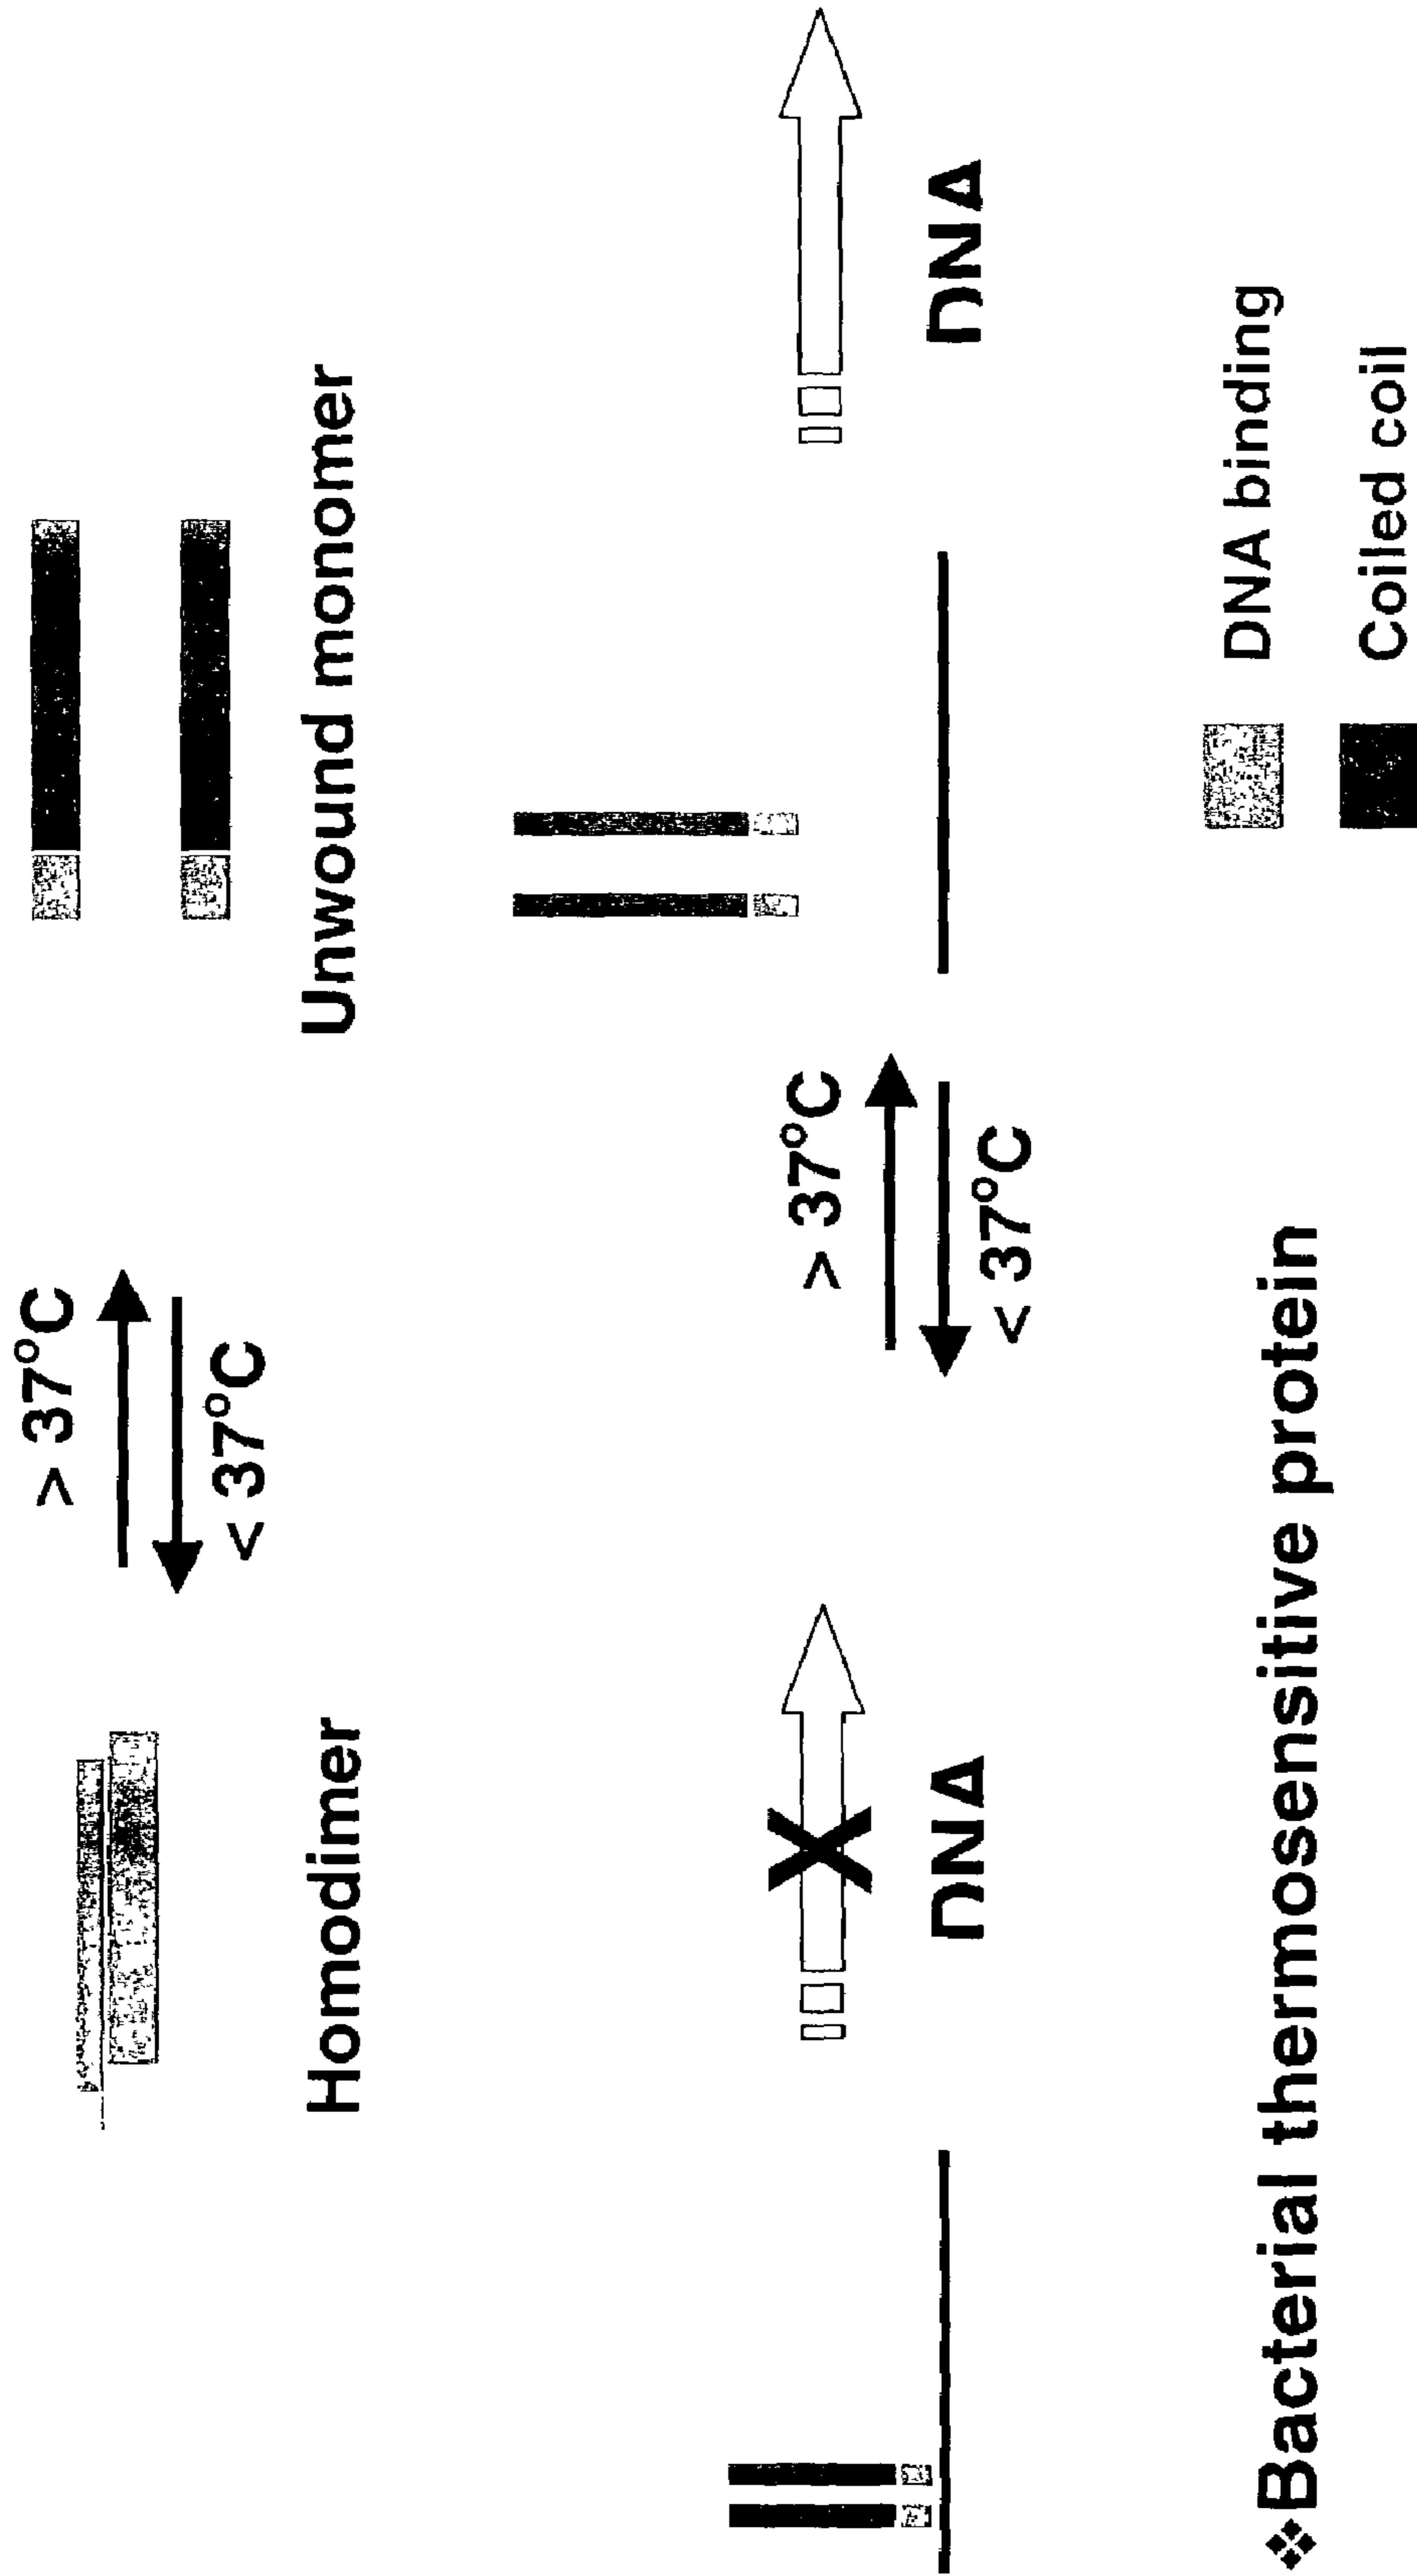 > 37°C
< 37°C
Homodimer
Unwound monomer
X
> 37°C
< 37°C
DNA
DNA
❖Bacterial thermosensitive protein
DNA binding
Coiled coil